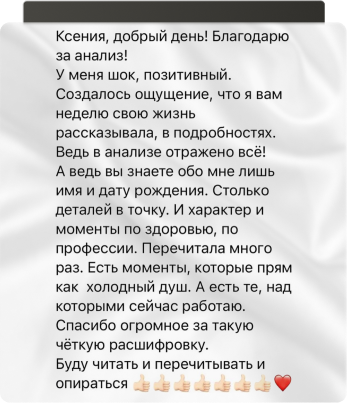 Ксения, добрый день! Благодарю
за анализ!
У меня шок, позитивный.
Создалось ощущение, что я вам
неделю свою жизнь
рассказывала, в подробностях.
Ведь в анализе отражено всё!
А ведь вы знаете обо мне лишь
имя и дату рождения. Столько
деталей в точку. И характер и
моменты по здоровью, по
профессии. Перечитала много
раз. Есть моменты, которые прям
как  холодный душ. А есть те, над
которыми сейчас работаю.
Спасибо огромное за такую
чёткую расшифровку.
Буду читать и перечитывать и
опираться 👍🏻👍🏻👍🏻👍🏻👍🏻👍🏻👍🏻❤️